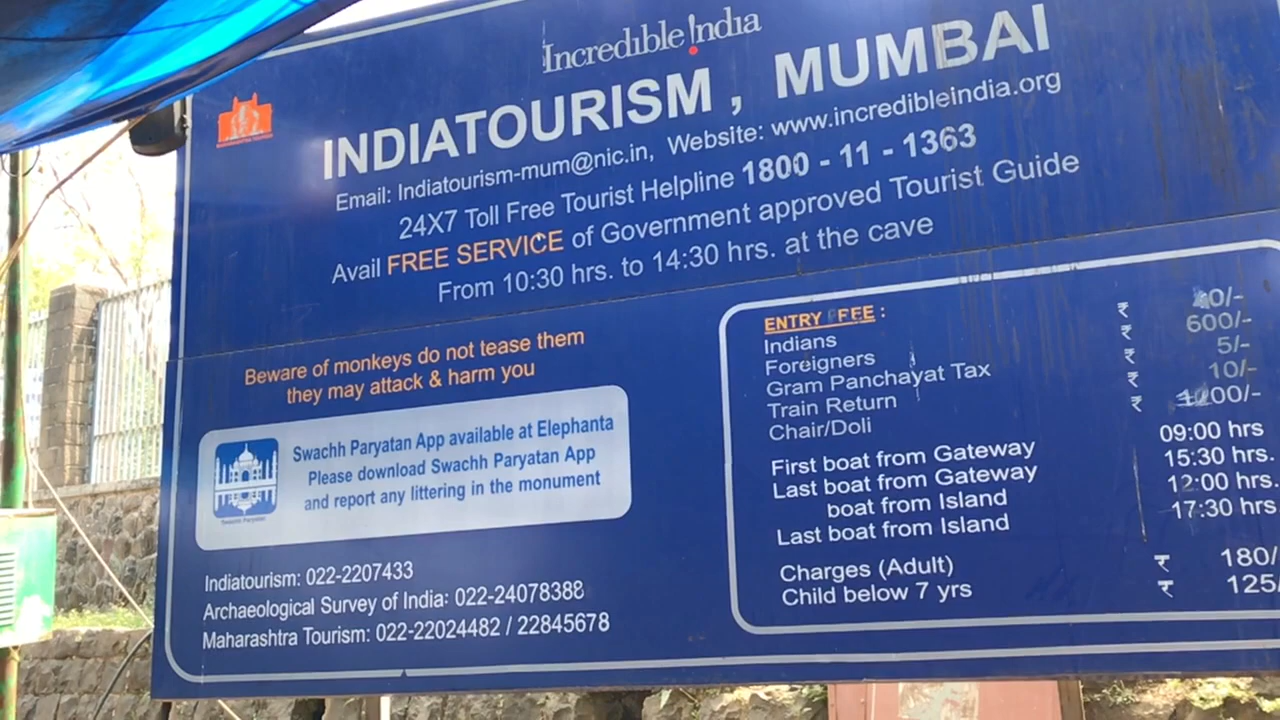 Incredible !ndia
INDIATOURISM, MUMBAI
Email: Indiatourism-mum@nic.in, Website: www.incredibleindia.org
24X7 Toll Free Tourist Helpline 1800 - 11 - 1363
Avail FREE SERVICE of Government approved Tourist Guide
From 10:30 hrs. to 14:30 hrs. at the cave
Beware of monkeys do not tease them
they may attack & harm you
Swachh Paryatan App available at Elephanta
Please download Swachh Paryatan App
and report any littering in the monument
Swachh Paryatan
Indiatourism: 022-2207433
Archaeological Survey of India: 022-24078388
Maharashtra Tourism: 022-22024482 / 22845678
ENTRY FEE :
Indians ₹ 40/-
Foreigners ₹ 600/-
Gram Panchayat Tax ₹ 5/-
Train Return ₹ 10/-
Chair/Doli ₹
First boat from Gateway 09:00 hrs
Last boat from Gateway 15:30 hrs.
boat from Island 12:00 hrs.
Last boat from Island 17:30 hrs
Charges (Adult) ₹ 180/
Child below 7 yrs ₹ 125